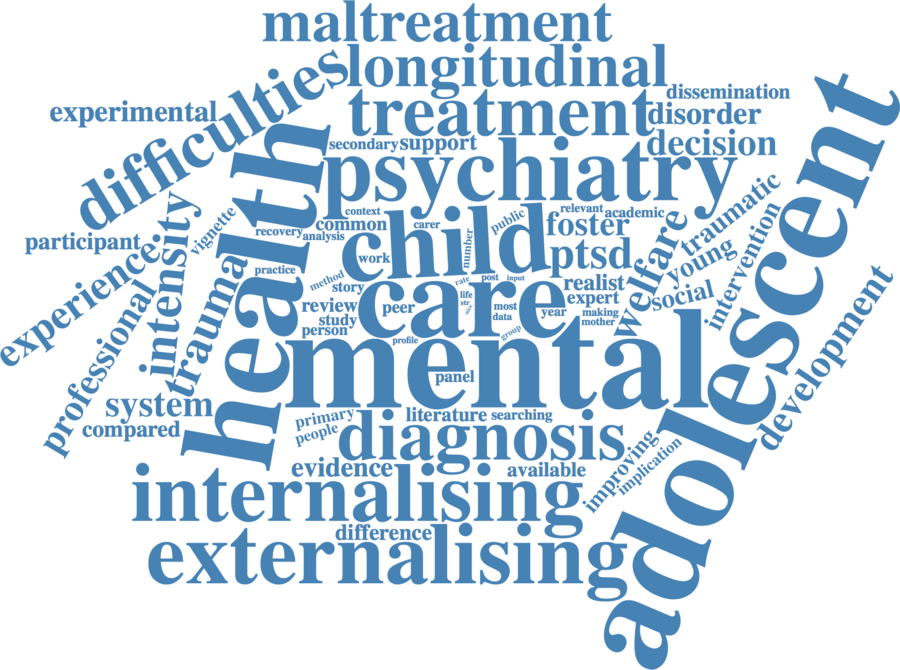 maltreatment
longitudinal
difficulties
dissemination
experimental
treatment
disorder
secondary
support
decision
health
psychiatry
adolescent
traumatic
intensity
vignette
context
common
recovery
analysis
carer
child
number
public
relevant
academic
foster
welfare
young
intervention
participant
experience
work
ptsd
practice
trauma
method
story
rate
post
input
realist
social
professional
review
peer
care
life
str
most
expert
study
data
year
making
mother
person
group
profile
mental
development
panel
system
compared
primary
people
literature
searching
diagnosis
improving
implication
evidence
available
internalising
difference
externalising